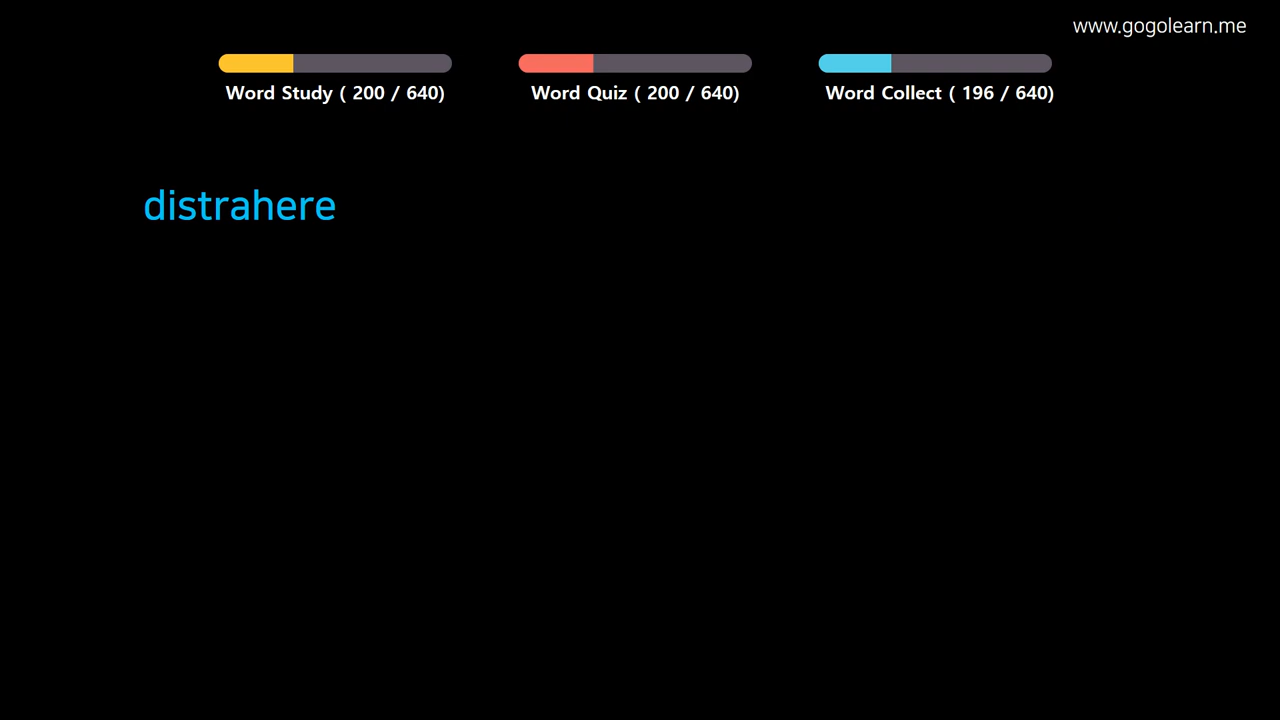 www.gogolearn.me
Word Study ( 200 / 640)
Word Quiz ( 200 / 640)
Word Collect ( 196 / 640)
distrahere